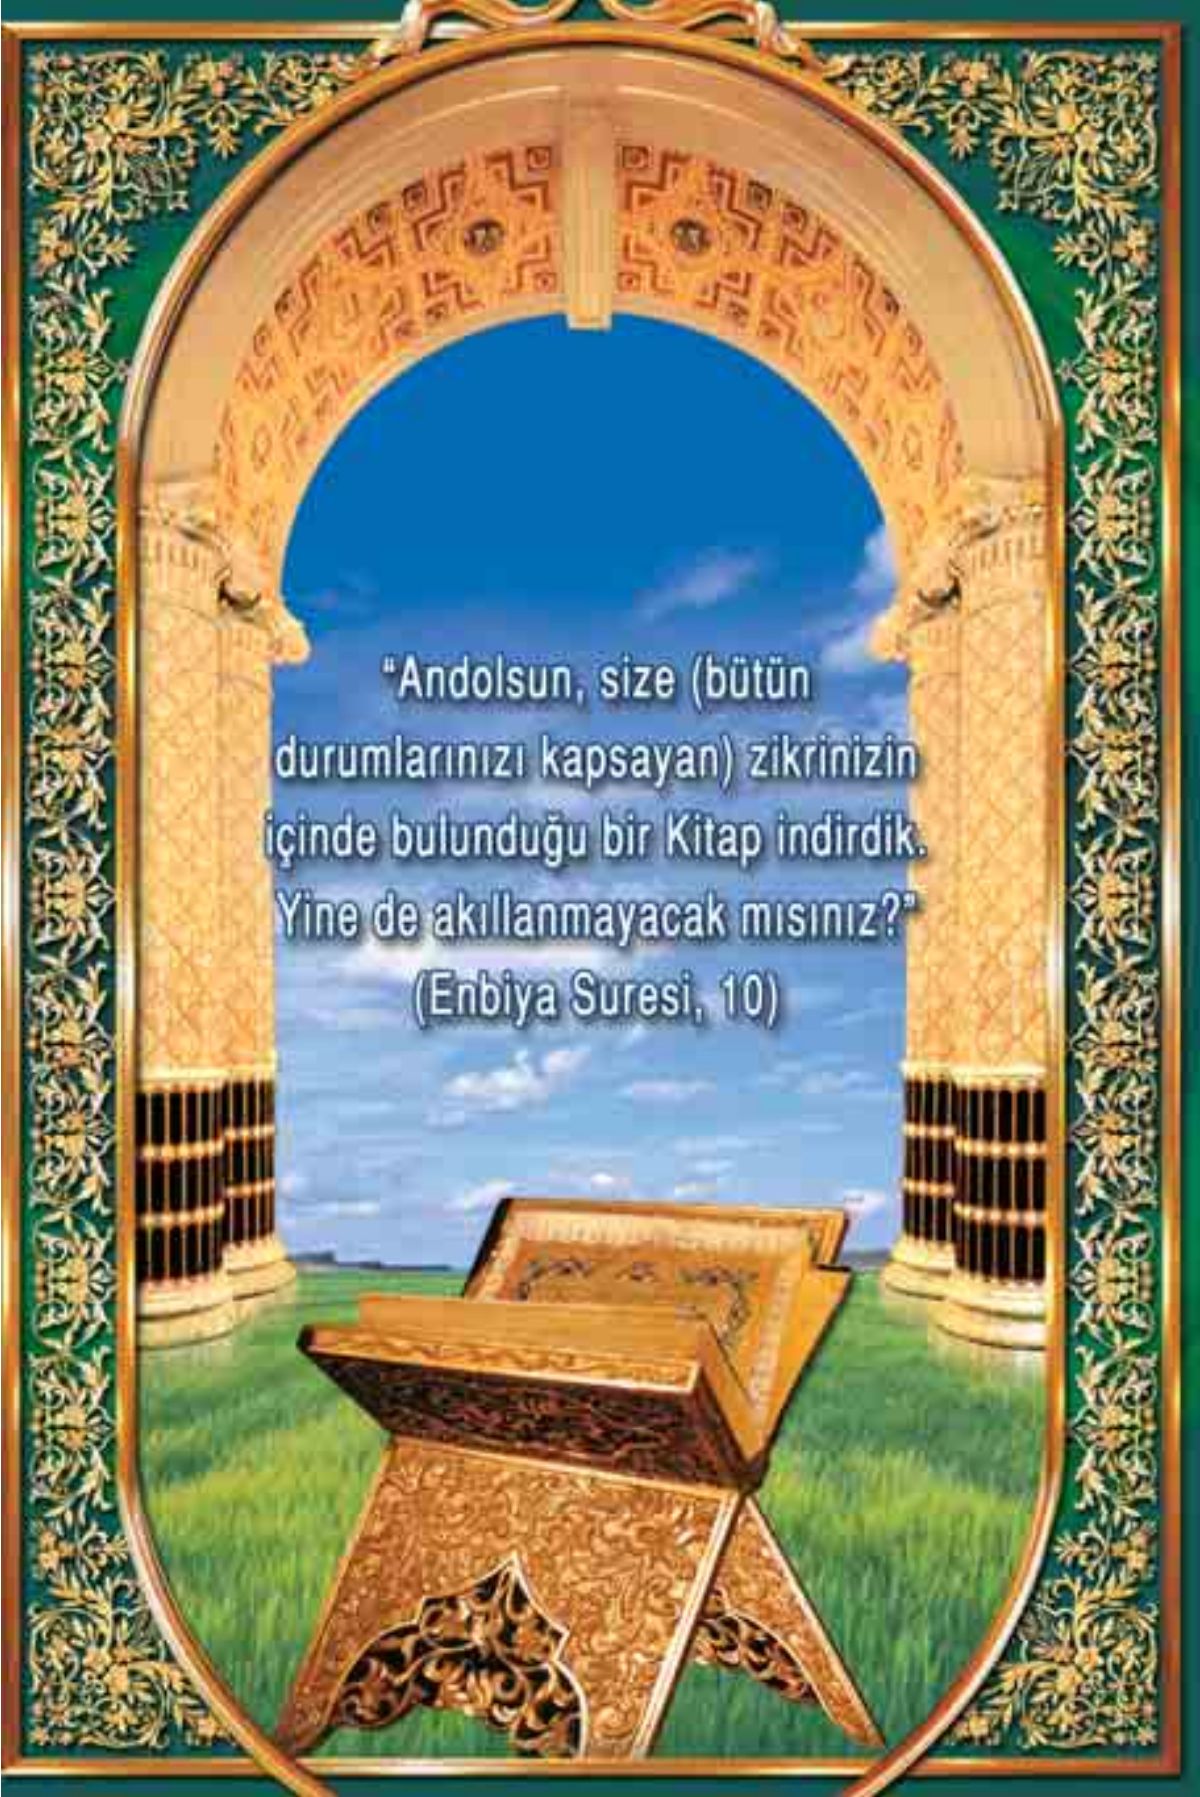 “Andolsun, size (bütün
durumlarınızı kapsayan) zikrinizin
içinde bulunduğu bir Kitap indirdik.
Yine de akıllanmayacak mısınız?”
(Enbiya Suresi, 10)